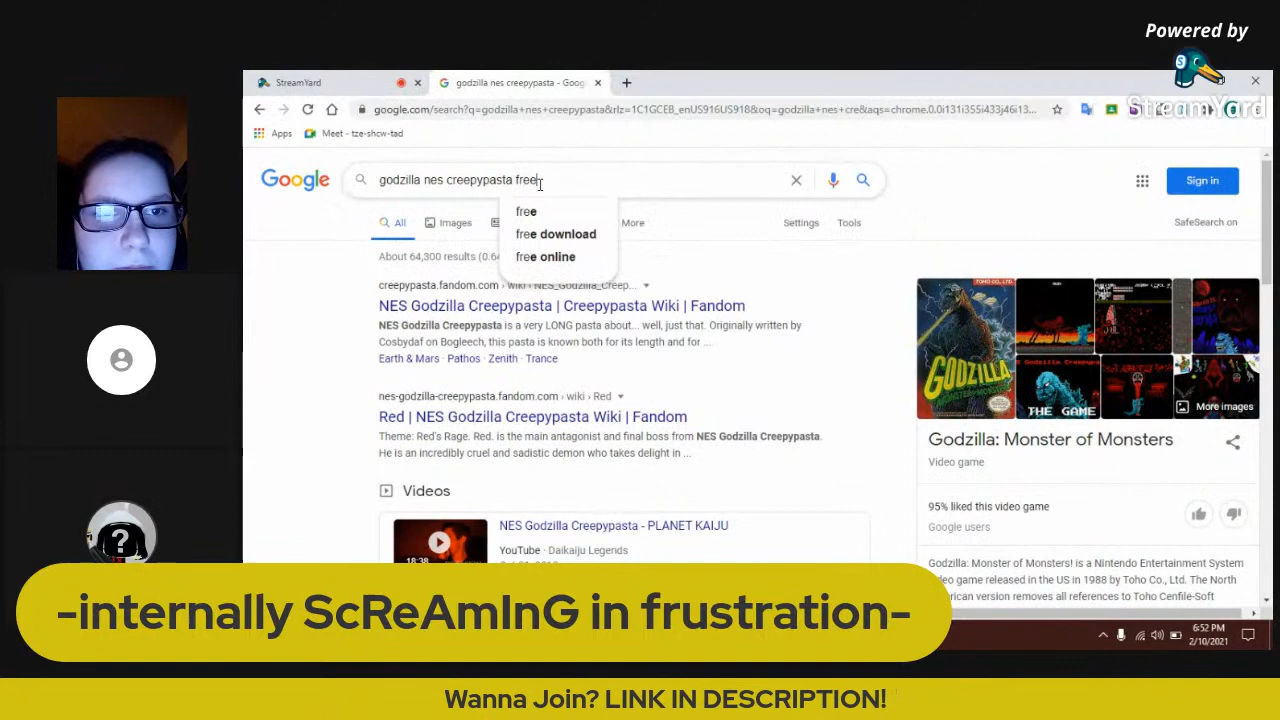 Powered by
StreamYard
StreamYard
godzilla nes creepypasta - Goog
google.com/search?q=godzilla+nes+creepypasta&rlz=1C1GCEB_enUS916US918&oq=godzilla+nes+cre&aqs=chrome.0.0i131i355i433j46i13...
Apps
Meet - tze-shcw-tad
Google
godzilla nes creepypasta free
Sign in
free
free download
free online
All
Images
More
Settings
Tools
SafeSearch on
About 64,300 results (0.64
creepypasta.fandom.com › wiki › NES_Godzilla_Creep...
NES Godzilla Creepypasta | Creepypasta Wiki | Fandom
NES Godzilla Creepypasta is a very LONG pasta about... well, just that. Originally written by
Cosbydaf on Bogleech, this pasta is known both for its length and for ...
Earth & Mars · Pathos · Zenith · Trance
nes-godzilla-creepypasta.fandom.com › wiki › Red
Red | NES Godzilla Creepypasta Wiki | Fandom
Theme: Red's Rage. Red. is the main antagonist and final boss from NES Godzilla Creepypasta.
He is an incredibly cruel and sadistic demon who takes delight in ...
Videos
18:38
NES Godzilla Creepypasta - PLANET KAIJU
YouTube · Daikaiju Legends
TOHO CO., LTD.
GODZILLA
THE GAME
More images
Godzilla: Monster of Monsters
Video game
95% liked this video game
Google users
Godzilla: Monster of Monsters! is a Nintendo Entertainment System
video game released in the US in 1988 by Toho Co., Ltd. The North
American version removes all references to Toho Cenfile-Soft
6:52 PM
2/10/2021
?
-internally ScReAmInG in frustration-
Wanna Join? LINK IN DESCRIPTION!